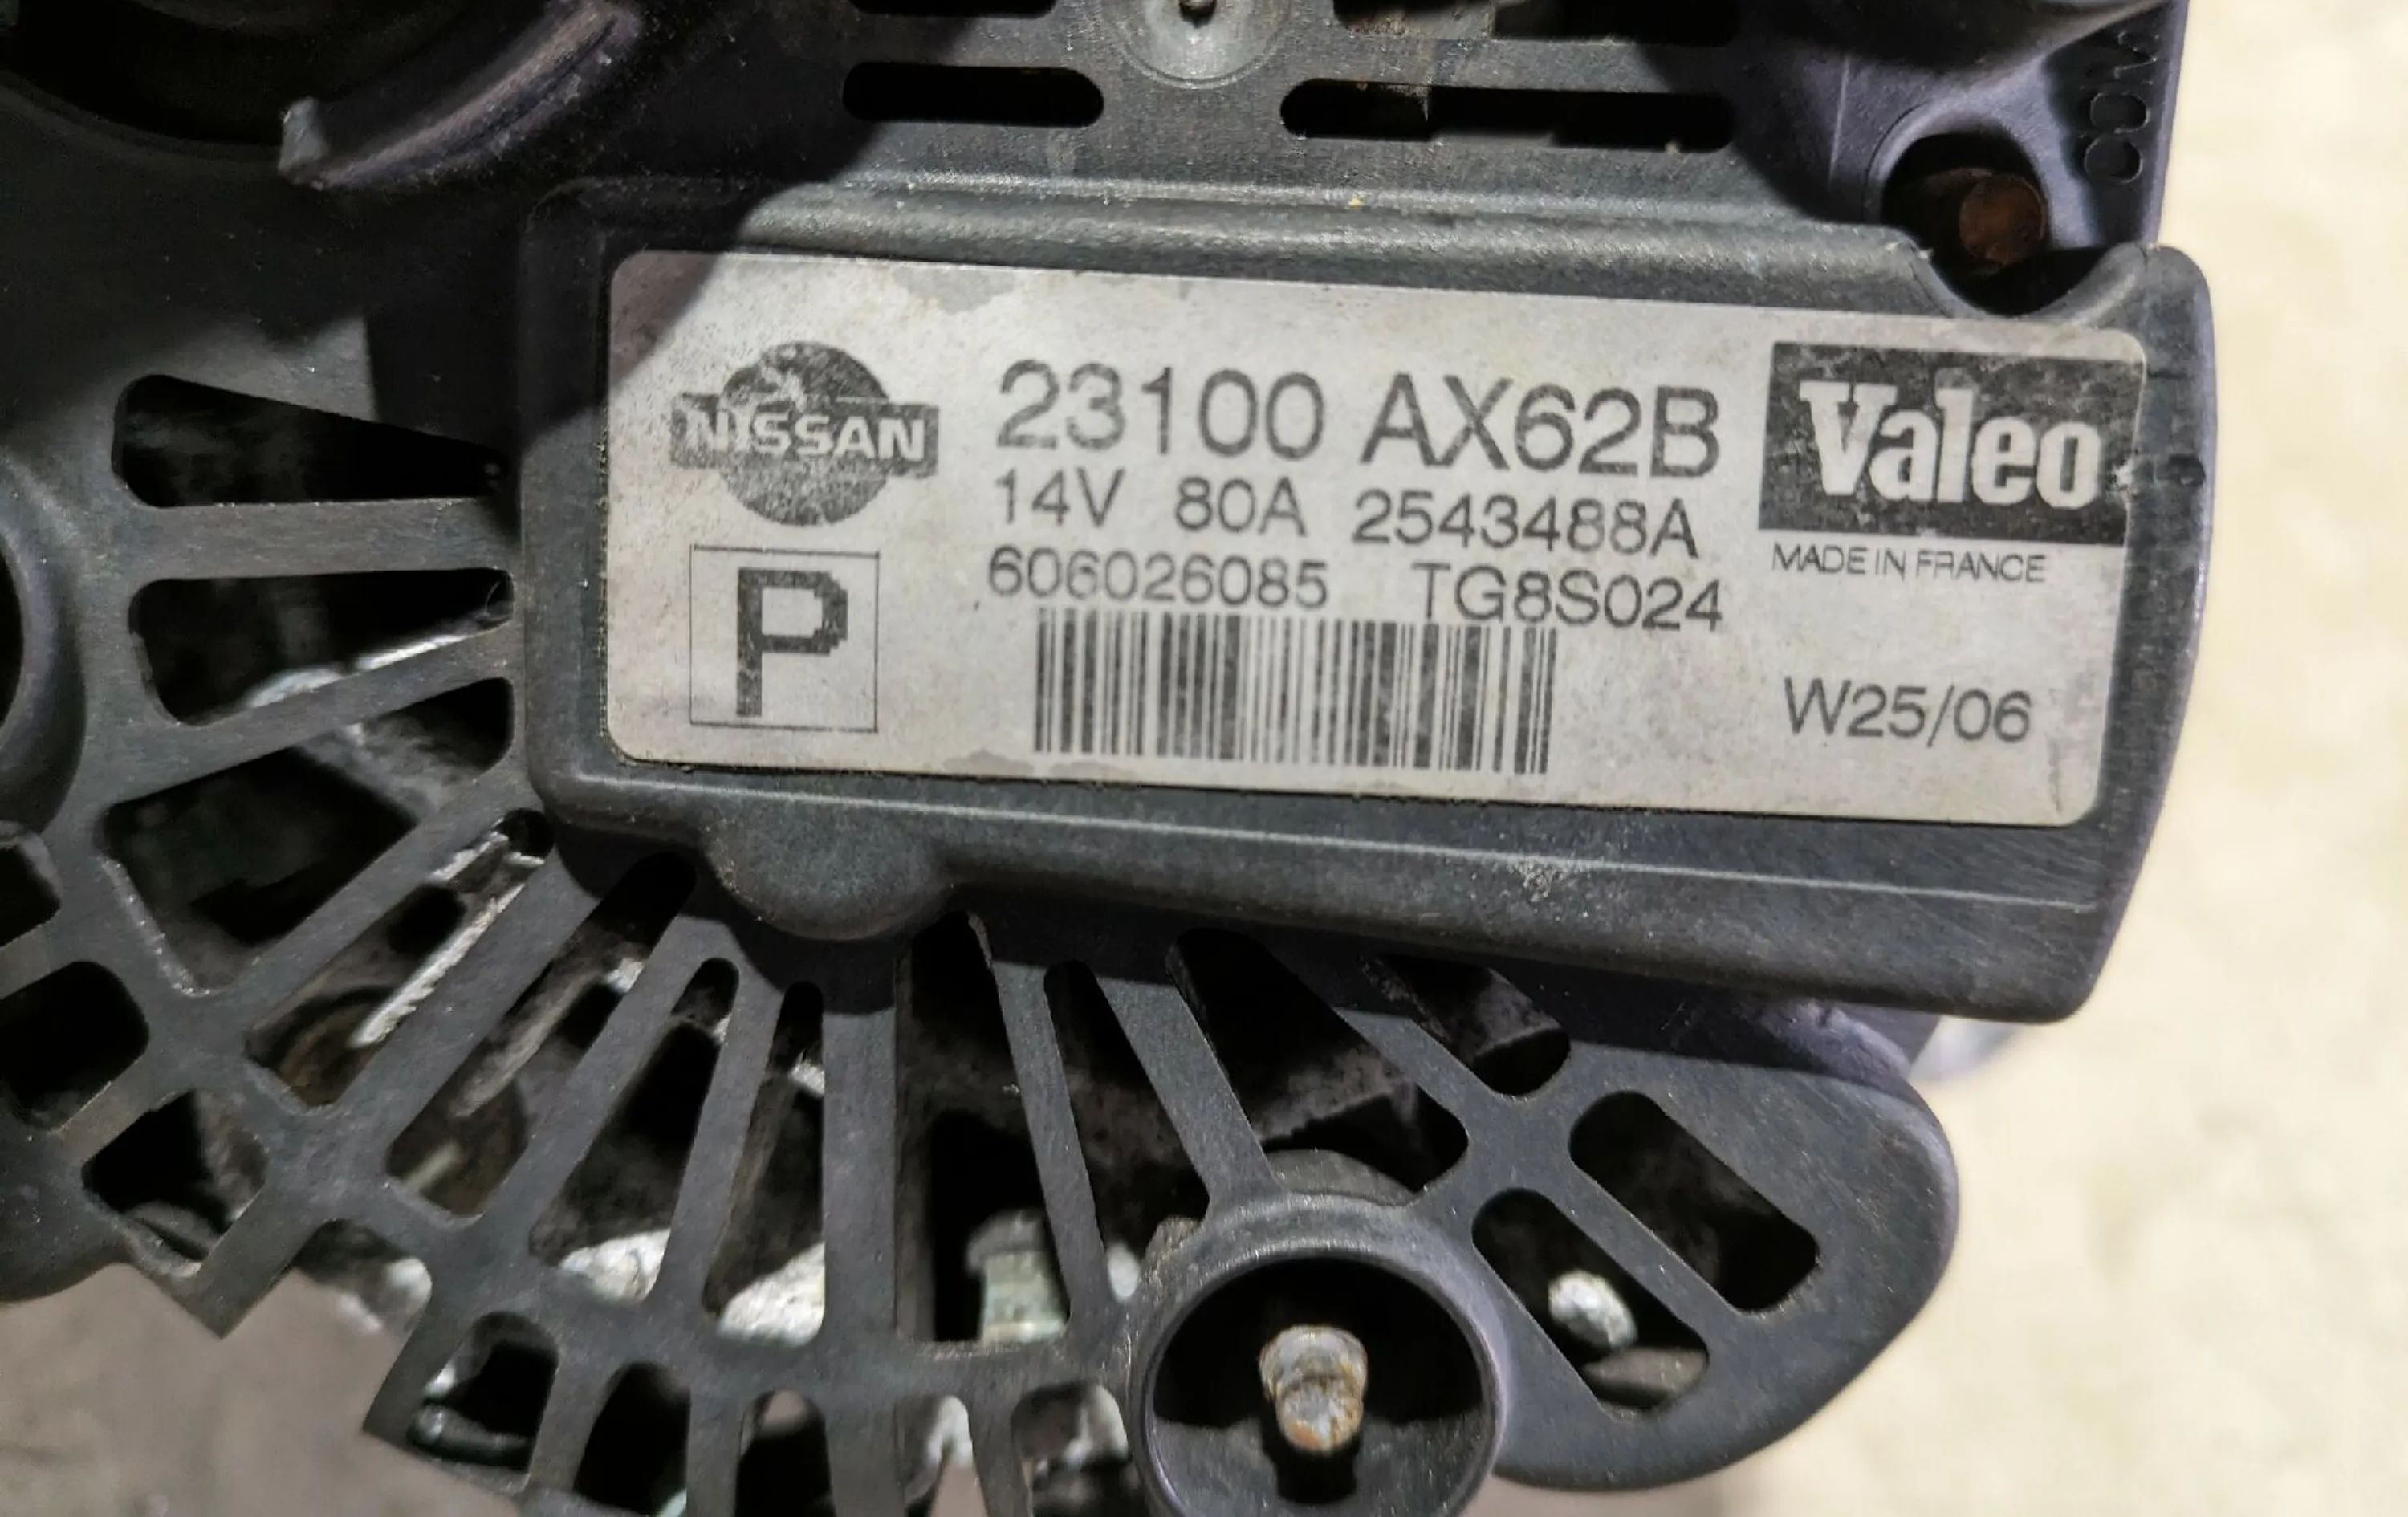 NISSAN
23100 AX62B
14V 80A 2543488A
606026085 TG8S024
P
Valeo
MADE IN FRANCE
W25/06